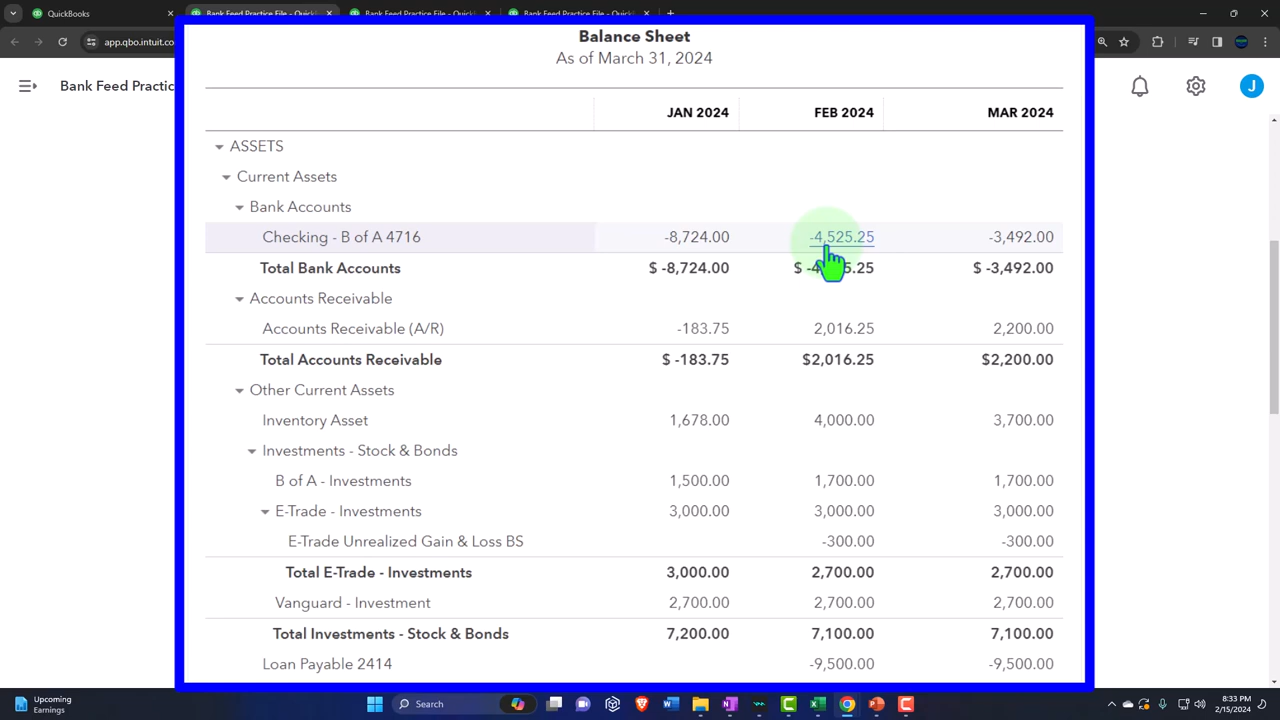 app.qbo.intuit.com
Bank Feed Practic
J
Balance Sheet
As of March 31, 2024
JAN 2024 FEB 2024 MAR 2024
ASSETS
Current Assets
Bank Accounts
Checking - B of A 4716 -8,724.00 -4,525.25 -3,492.00
Total Bank Accounts $ -8,724.00 $ -4 5.25 $ -3,492.00
Accounts Receivable
Accounts Receivable (A/R) -183.75 2,016.25 2,200.00
Total Accounts Receivable $ -183.75 $2,016.25 $2,200.00
Other Current Assets
Inventory Asset 1,678.00 4,000.00 3,700.00
Investments - Stock & Bonds
B of A - Investments 1,500.00 1,700.00 1,700.00
E-Trade - Investments 3,000.00 3,000.00 3,000.00
E-Trade Unrealized Gain & Loss BS -300.00 -300.00
Total E-Trade - Investments 3,000.00 2,700.00 2,700.00
Vanguard - Investment 2,700.00 2,700.00 2,700.00
Total Investments - Stock & Bonds 7,200.00 7,100.00 7,100.00
Loan Payable 2414 -9,500.00 -9,500.00
Upcoming
Earnings
Search
8:33 PM
2/15/2024